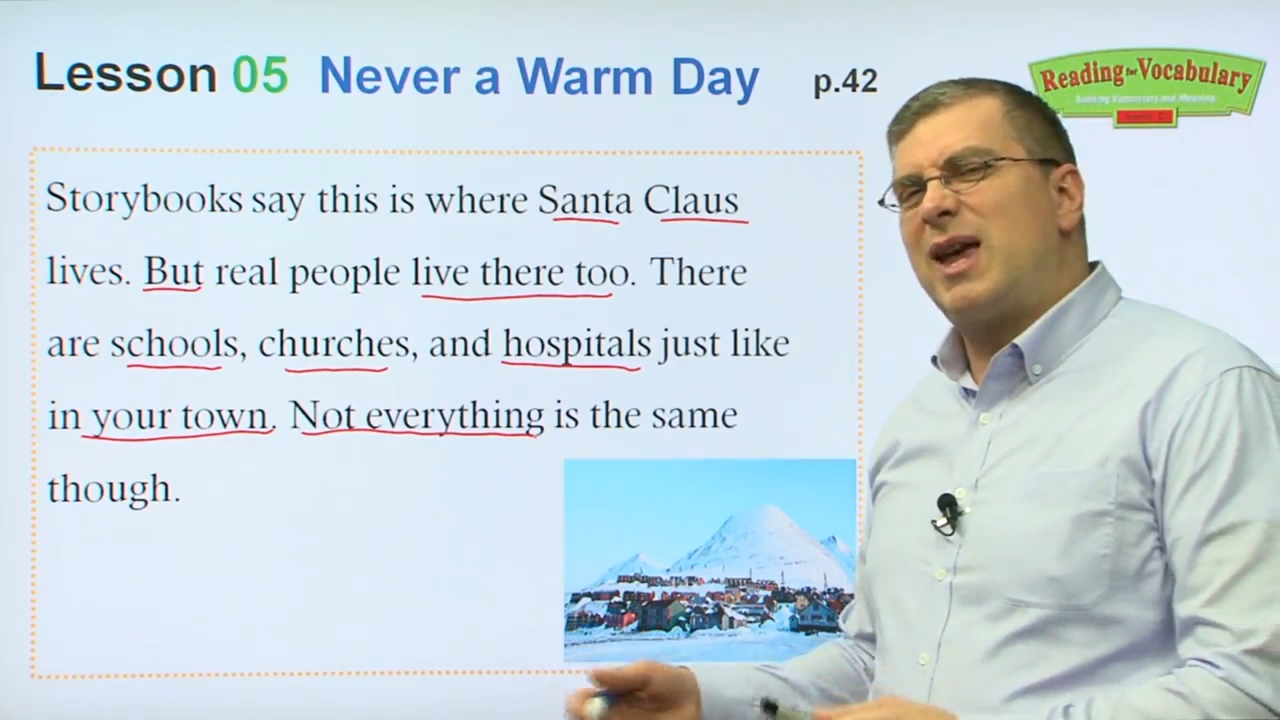 Lesson 05 Never a Warm Day p.42
Reading for Vocabulary
Storybooks say this is where Santa Claus
lives. But real people live there too. There
are schools, churches, and hospitals just like
in your town. Not everything is the same
though.